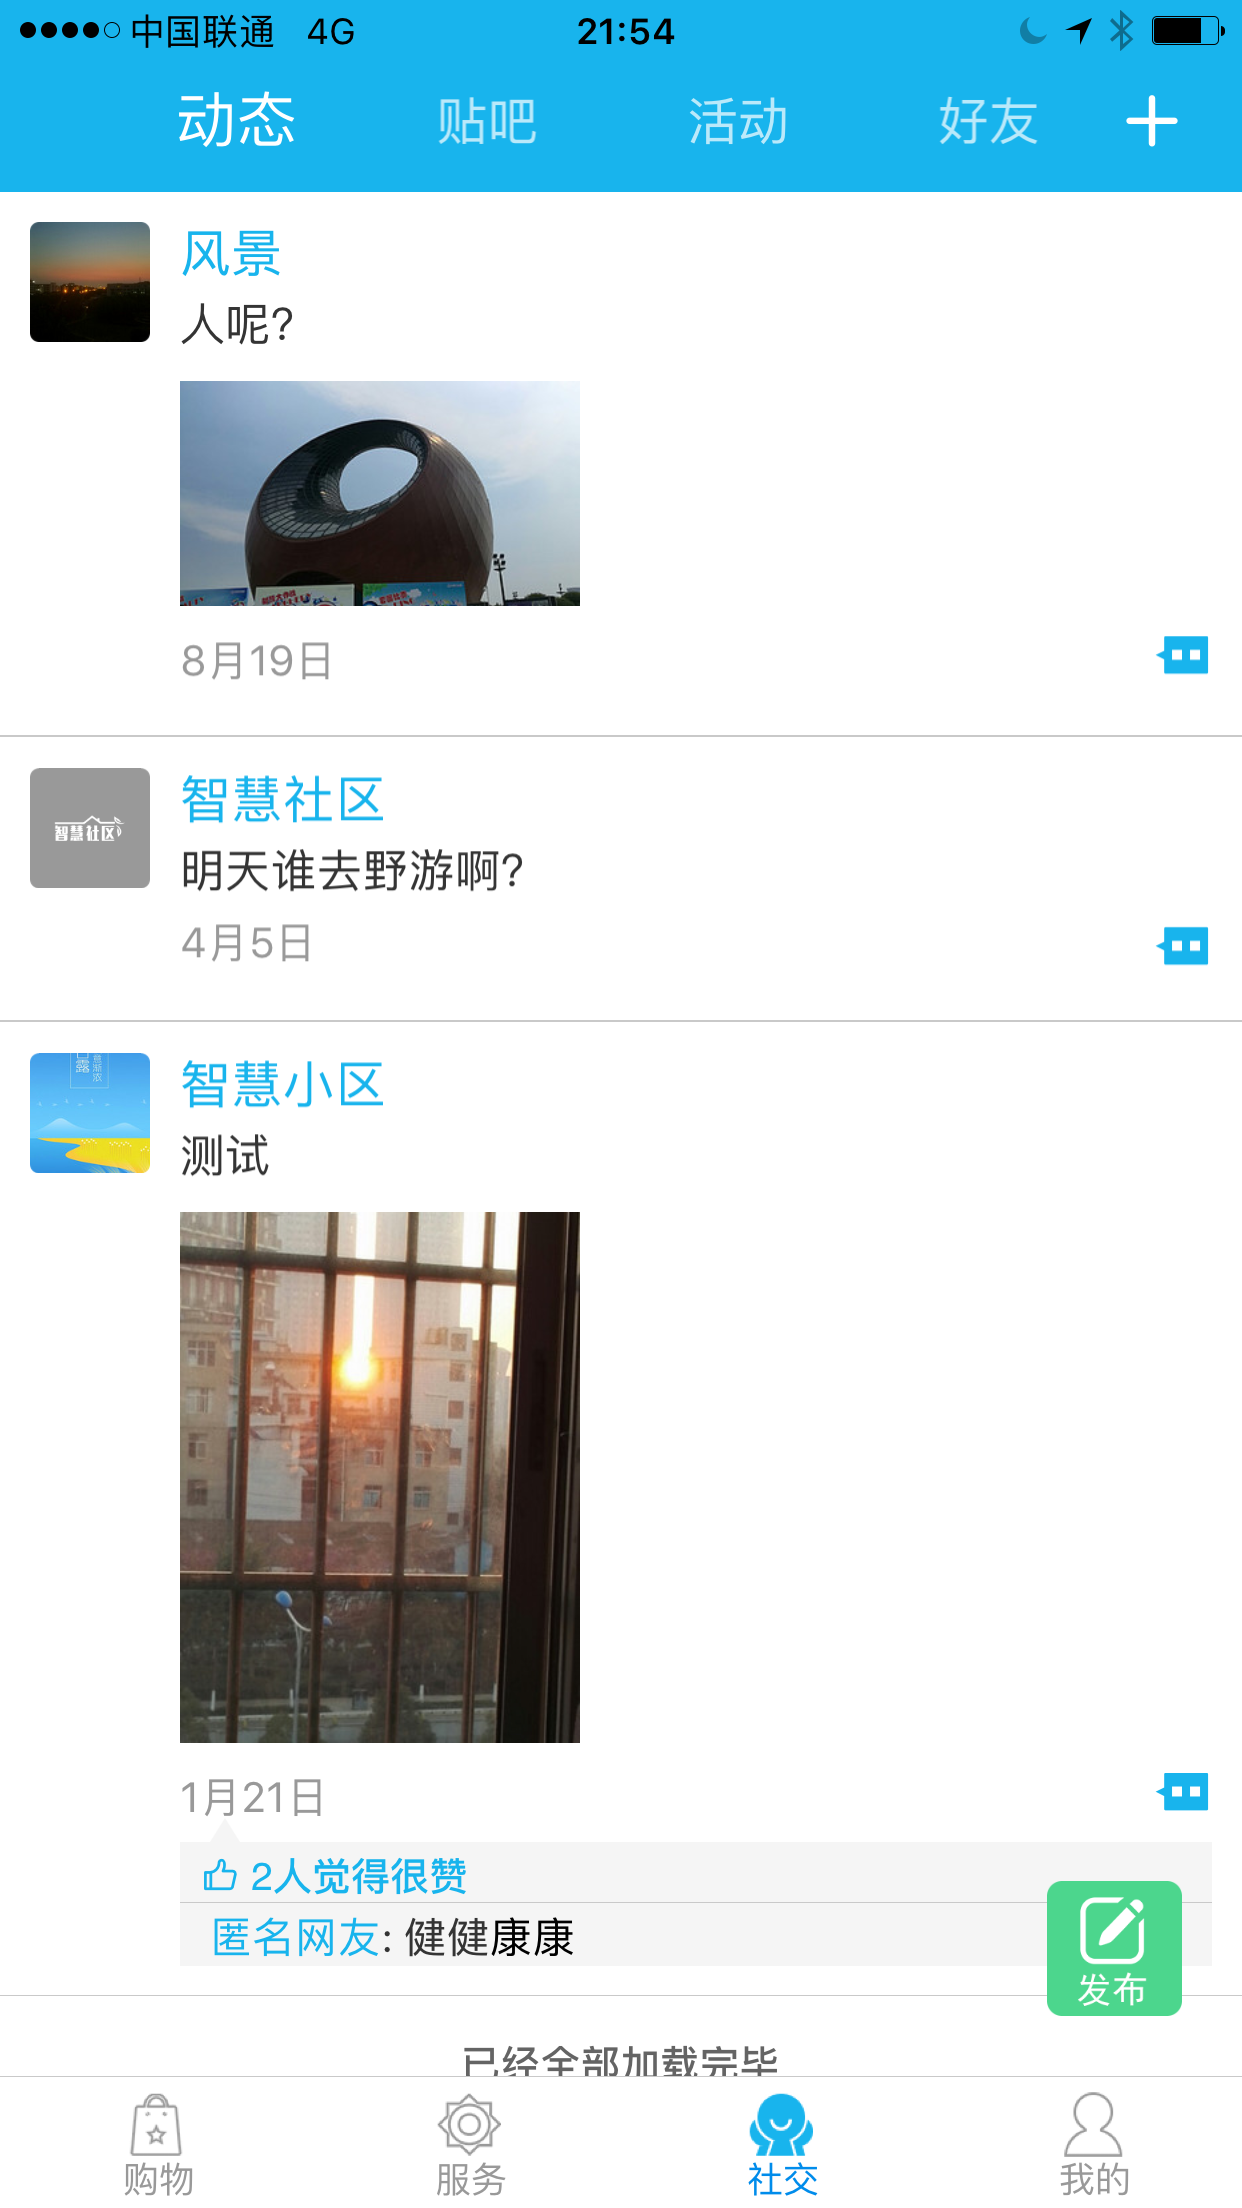 中国联通 4G 21:54
动态 贴吧 活动 好友
风景
人呢?
8月19日
智慧社区
智慧社区
明天谁去野游啊?
4月5日
智慧小区
测试
1月21日
2人觉得很赞
匿名网友: 健健康康
发布
已经全部加载完毕
购物 服务 社交 我的